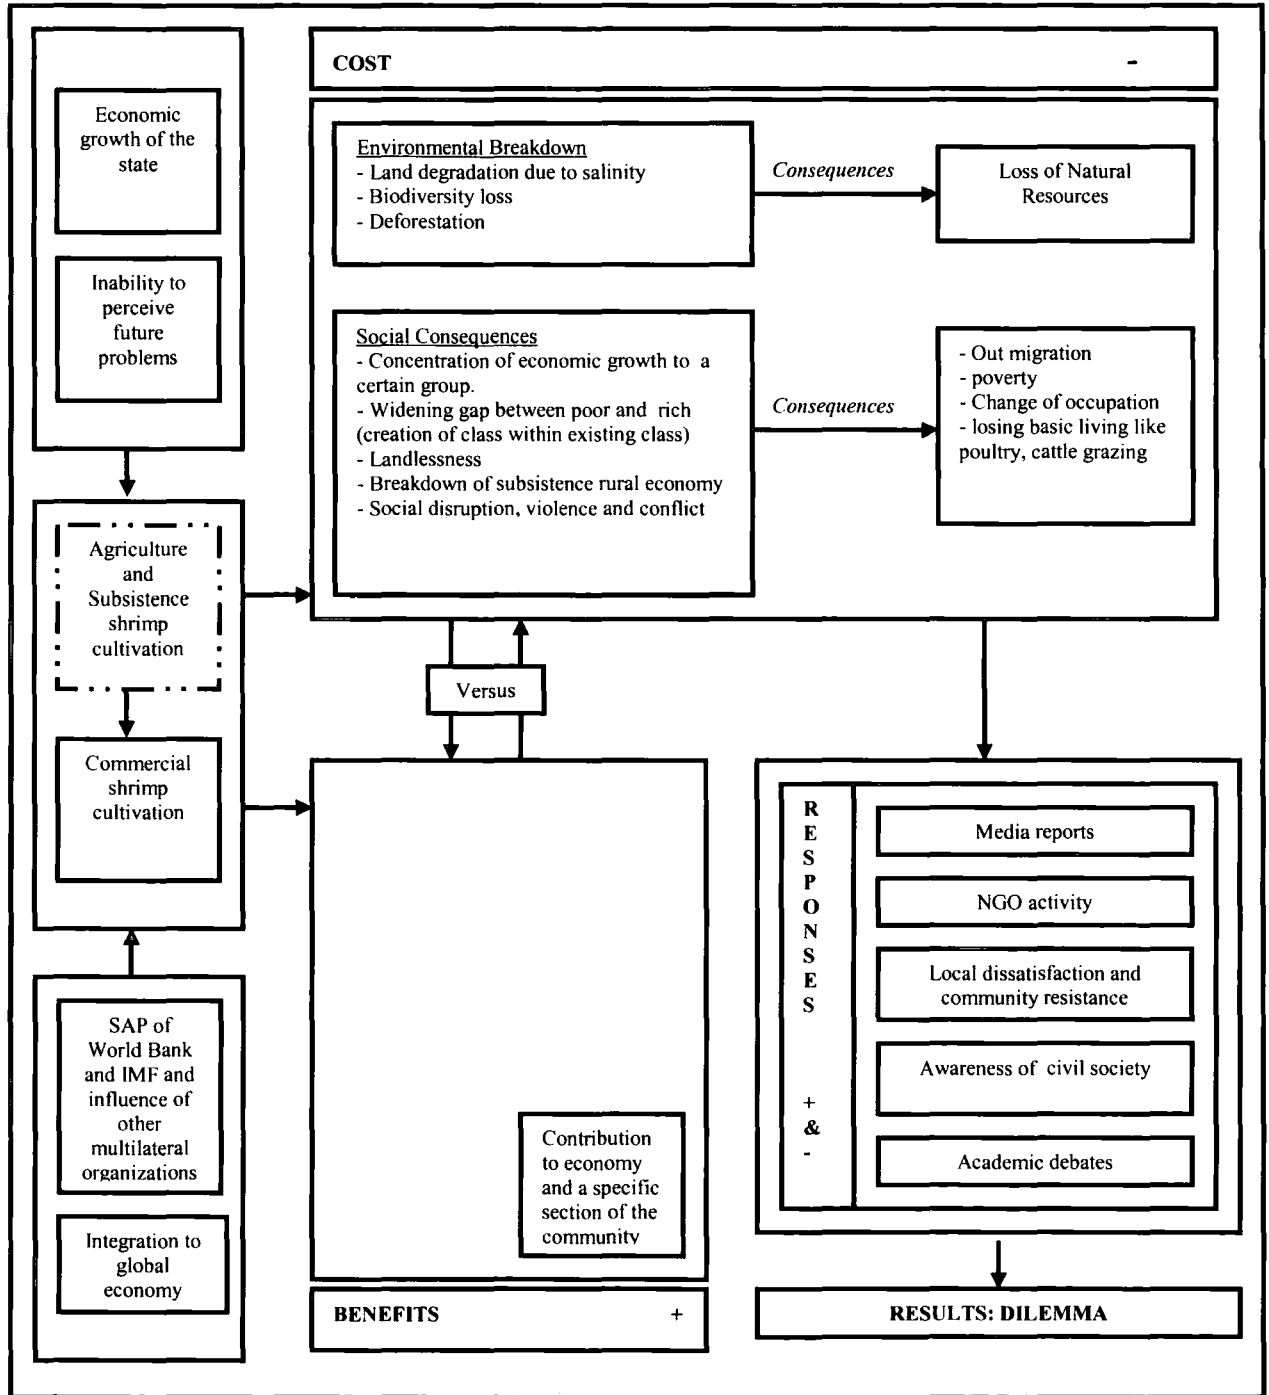 COST -
Economic
growth of the
state
Inability to
perceive
future
problems
Environmental Breakdown
- Land degradation due to salinity
- Biodiversity loss
- Deforestation
Consequences
Loss of Natural
Resources
Social Consequences
- Concentration of economic growth to a
certain group.
- Widening gap between poor and rich
(creation of class within existing class)
- Landlessness
- Breakdown of subsistence rural economy
- Social disruption, violence and conflict
Consequences
- Out migration
- poverty
- Change of occupation
- losing basic living like
poultry, cattle grazing
Agriculture
and
Subsistence
shrimp
cultivation
Commercial
shrimp
cultivation
Versus
SAP of
World Bank
and IMF and
influence of
other
multilateral
organizations
Integration to
global
economy
Contribution
to economy
and a specific
section of the
community
BENEFITS +
R
E
S
P
O
N
S
E
S
+
&
-
Media reports
NGO activity
Local dissatisfaction and
community resistance
Awareness of civil society
Academic debates
RESULTS: DILEMMA